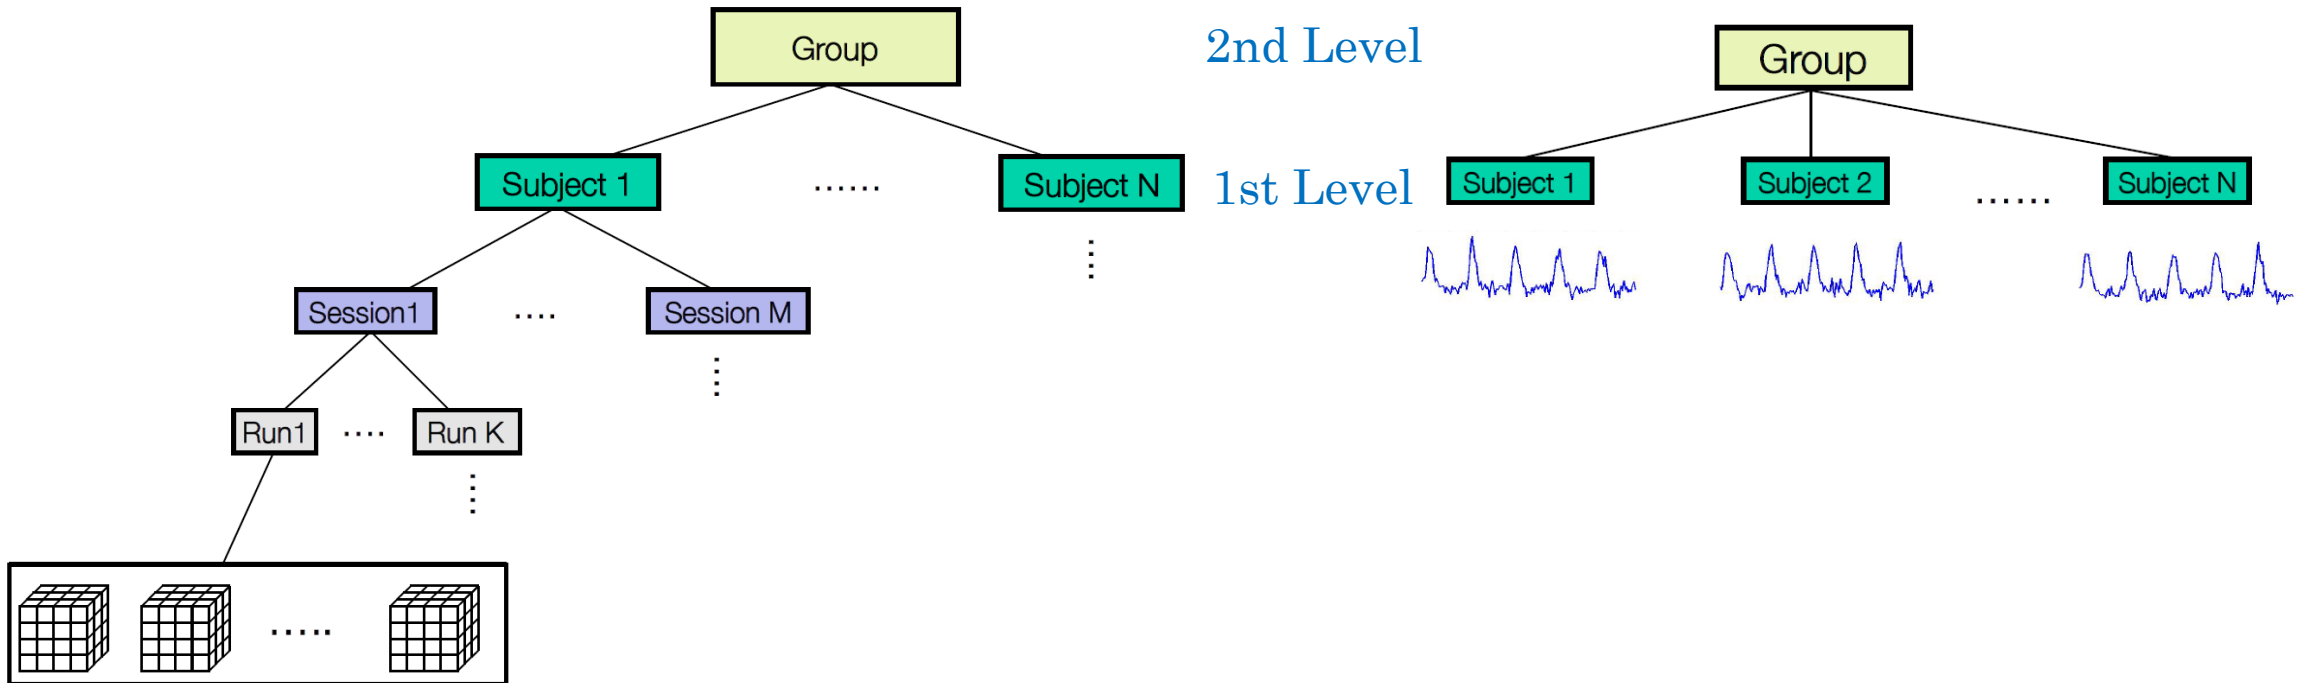 Group
2nd Level
Group
Subject 1
......
Subject N
1st Level
Subject 1
Subject 2
......
Subject N
Session1
....
Session M
Run1
....
Run K
.....